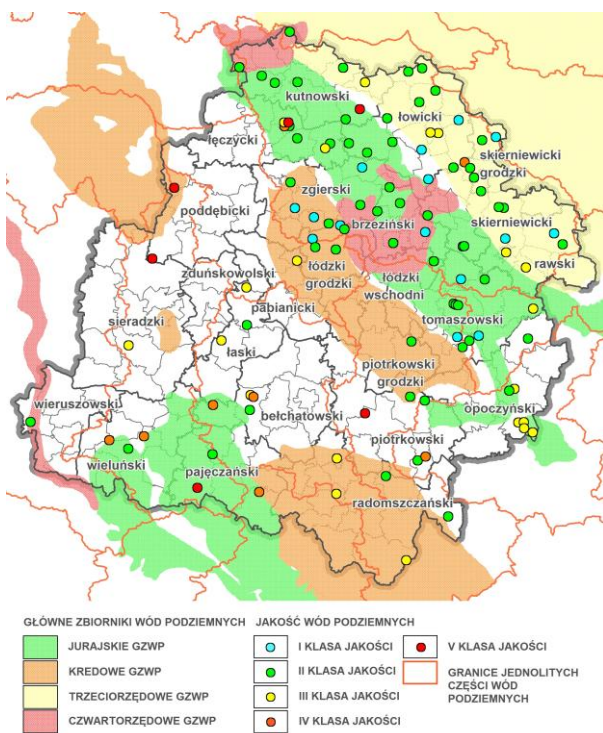 kutnowski
łowicki
łęczycki
skierniewicki
grodzki
zgierski
poddębicki
brzeziński
skierniewicki
rawski
zduńskowolski
łódzki
grodzki
łódzki
wschodni
pabianicki
sieradzki
tomaszowski
łaski
piotrkowski
grodzki
wieruszowski
bełchatowski
opoczyński
piotrkowski
wieluński
pajęczański
radomszczański
GŁÓWNE ZBIORNIKI WÓD PODZIEMNYCH
JURAJSKIE GZWP
KREDOWE GZWP
TRZECIORZĘDOWE GZWP
CZWARTORZĘDOWE GZWP
JAKOŚĆ WÓD PODZIEMNYCH
I KLASA JAKOŚCI
II KLASA JAKOŚCI
III KLASA JAKOŚCI
IV KLASA JAKOŚCI
V KLASA JAKOŚCI
GRANICE JEDNOLITYCH
CZĘŚCI WÓD
PODZIEMNYCH